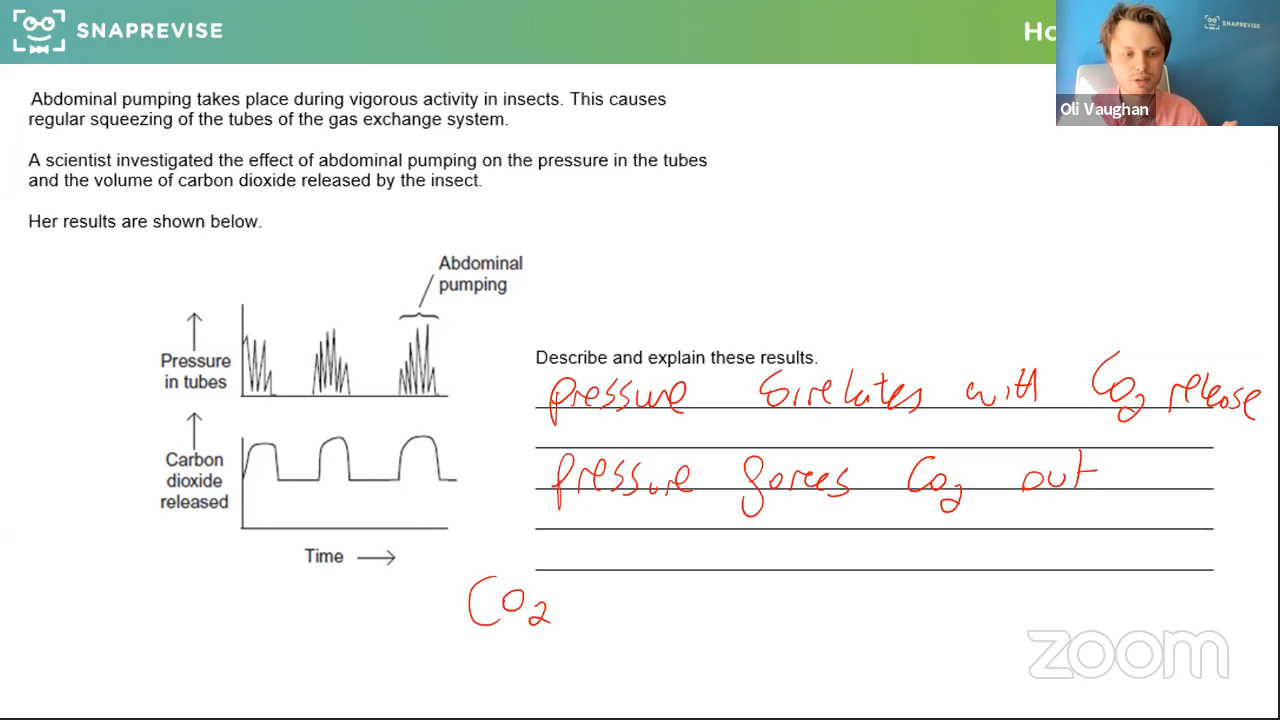 SNAPREVISE
Ho
SNAPREVISE
Oli Vaughan
Abdominal pumping takes place during vigorous activity in insects. This causes
regular squeezing of the tubes of the gas exchange system.
A scientist investigated the effect of abdominal pumping on the pressure in the tubes
and the volume of carbon dioxide released by the insect.
Her results are shown below.
Abdominal
pumping
Pressure
in tubes
Carbon
dioxide
released
Time
Describe and explain these results.
pressure correlates with CO2 release
pressure forces CO2 out
CO2
zoom